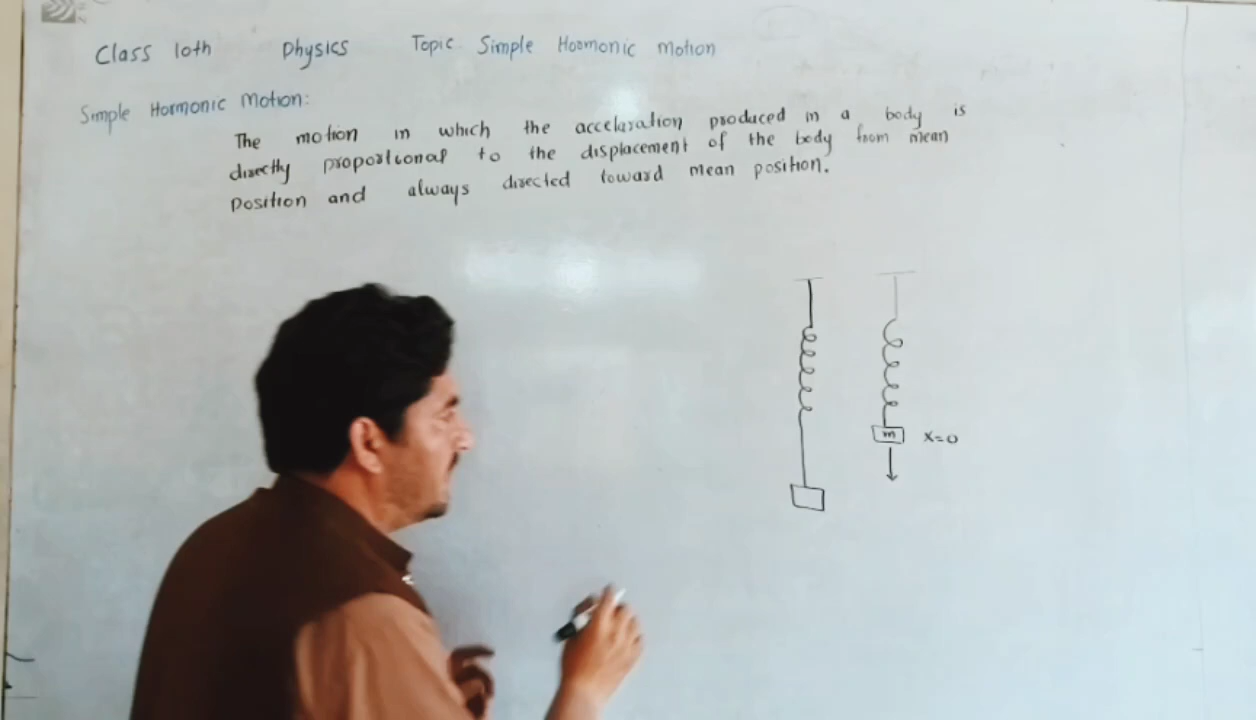 Class 10th Physics Topic Simple Hormonic Motion
Simple Hormonic Motion:
The motion in which the acceleration produced in a body is
directly proportional to the displacement of the body from mean
position and always directed toward mean position.
m x=0